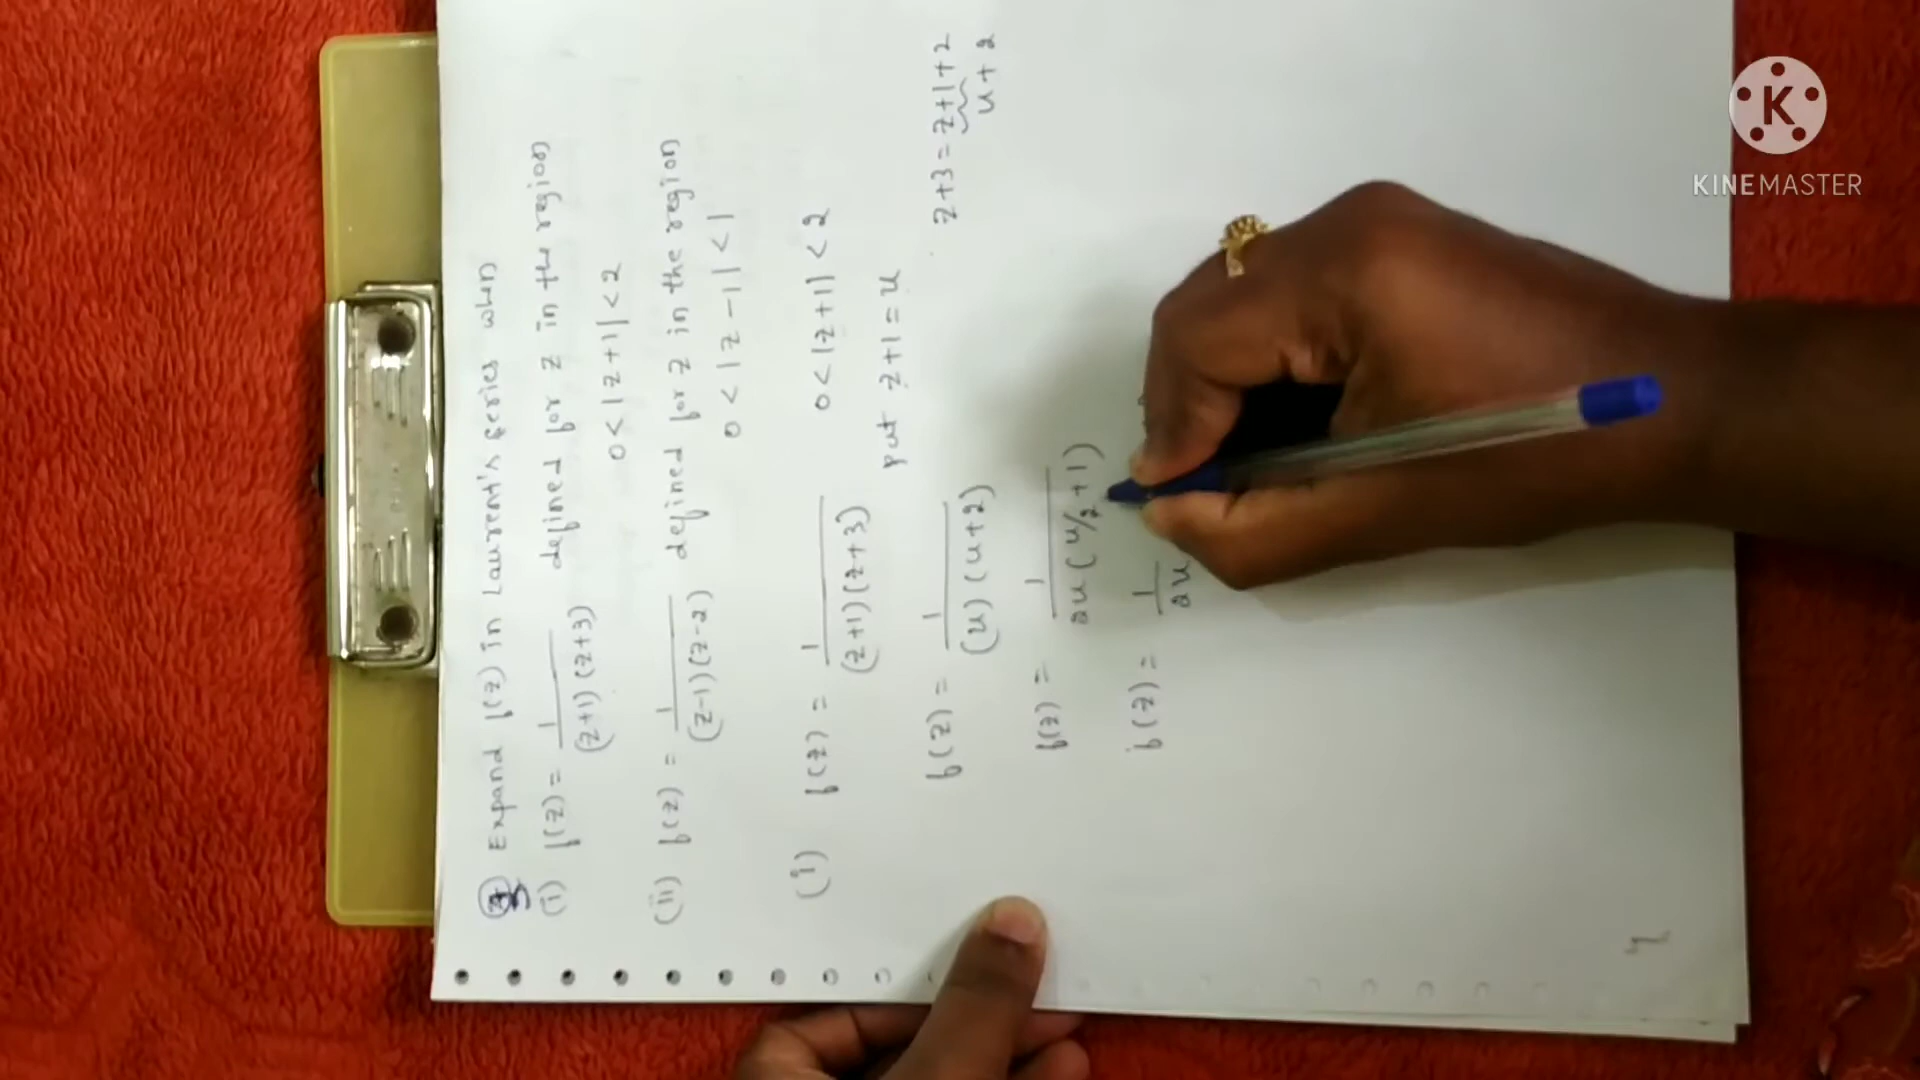 Expand f(z) in Laurent's series when
(i) f(z) = 1/(z+1)(z+3) defined for z in the region
0 < |z+1| < 2
(ii) f(z) = 1/(z-1)(z-2) defined for z in the region
0 < |z-1| < 1
(i) f(z) = 1/(z+1)(z+3) 0 < |z+1| < 2
put z+1 = u
f(z) = 1/(u)(u+2) z+3 = z+1+2
u+2
f(z) = 1/2u(u/2+1)
f(z) = 1/2u
KINEMASTER